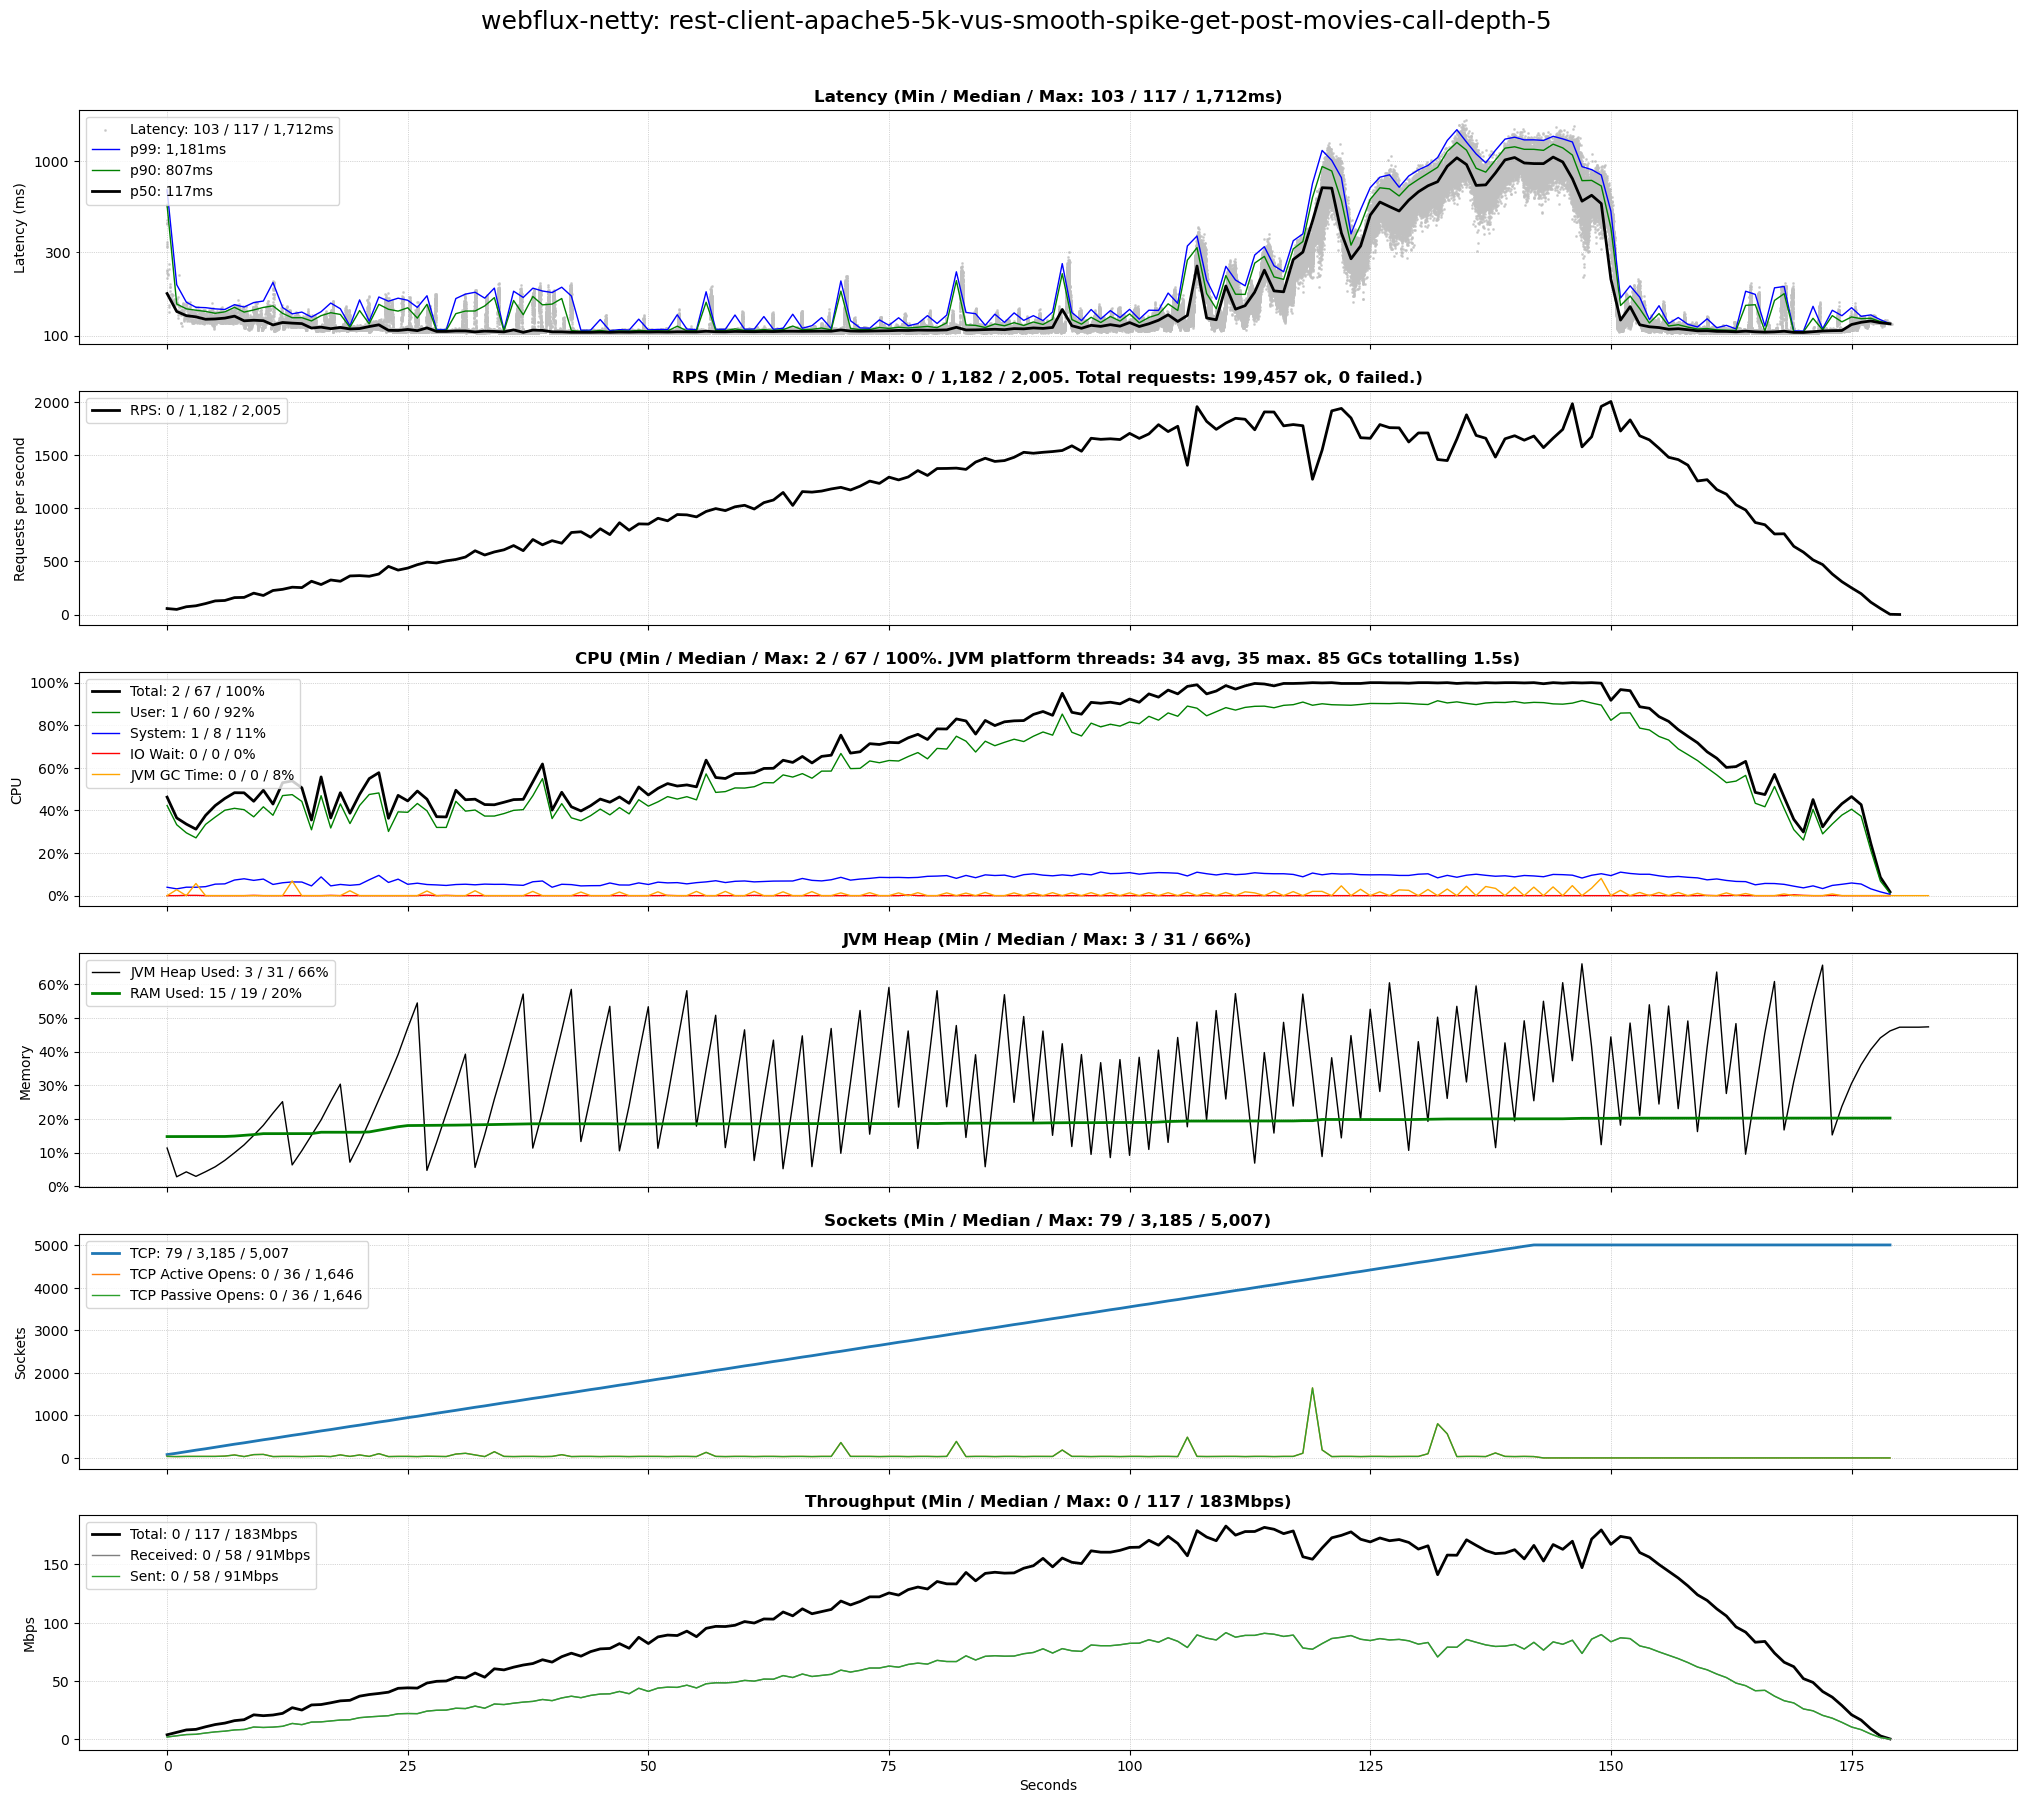 webflux-netty: rest-client-apache5-5k-vus-smooth-spike-get-post-movies-call-depth-5
Latency (Min / Median / Max: 103 / 117 / 1,712ms)
Latency: 103 / 117 / 1,712ms
p99: 1,181ms
p90: 807ms
p50: 117ms
Latency (ms)
1000
300
100
RPS (Min / Median / Max: 0 / 1,182 / 2,005. Total requests: 199,457 ok, 0 failed.)
RPS: 0 / 1,182 / 2,005
Requests per second
2000
1500
1000
500
0
CPU (Min / Median / Max: 2 / 67 / 100%. JVM platform threads: 34 avg, 35 max. 85 GCs totalling 1.5s)
Total: 2 / 67 / 100%
User: 1 / 60 / 92%
System: 1 / 8 / 11%
IO Wait: 0 / 0 / 0%
JVM GC Time: 0 / 0 / 8%
CPU
100%
80%
60%
40%
20%
0%
JVM Heap (Min / Median / Max: 3 / 31 / 66%)
JVM Heap Used: 3 / 31 / 66%
RAM Used: 15 / 19 / 20%
Memory
60%
50%
40%
30%
20%
10%
0%
Sockets (Min / Median / Max: 79 / 3,185 / 5,007)
TCP: 79 / 3,185 / 5,007
TCP Active Opens: 0 / 36 / 1,646
TCP Passive Opens: 0 / 36 / 1,646
Sockets
5000
4000
3000
2000
1000
0
Throughput (Min / Median / Max: 0 / 117 / 183Mbps)
Total: 0 / 117 / 183Mbps
Received: 0 / 58 / 91Mbps
Sent: 0 / 58 / 91Mbps
Mbps
150
100
50
0
0 25 50 75 100 125 150 175
Seconds